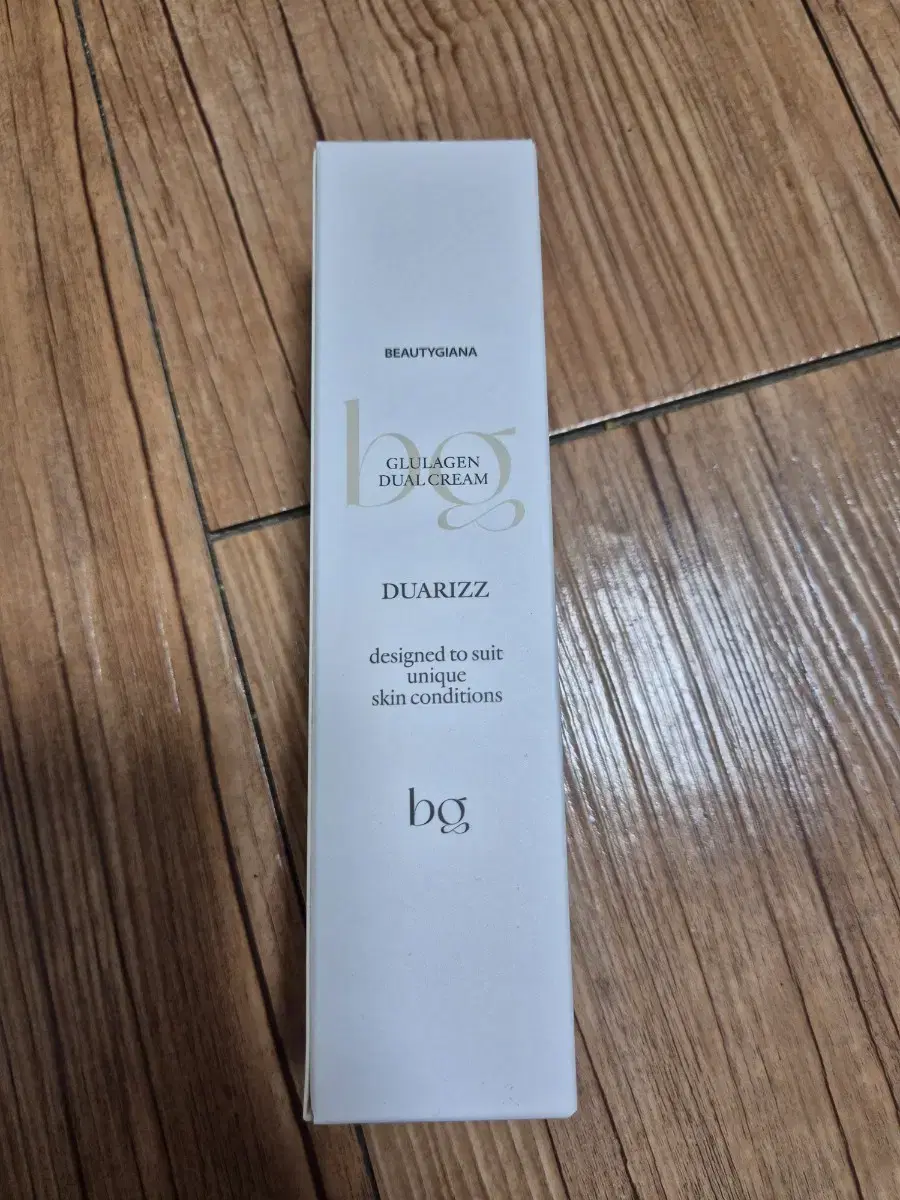 BEAUTYGIANA
bg
GLULAGEN
DUAL CREAM
DUARIZZ
designed to suit
unique
skin conditions
bg